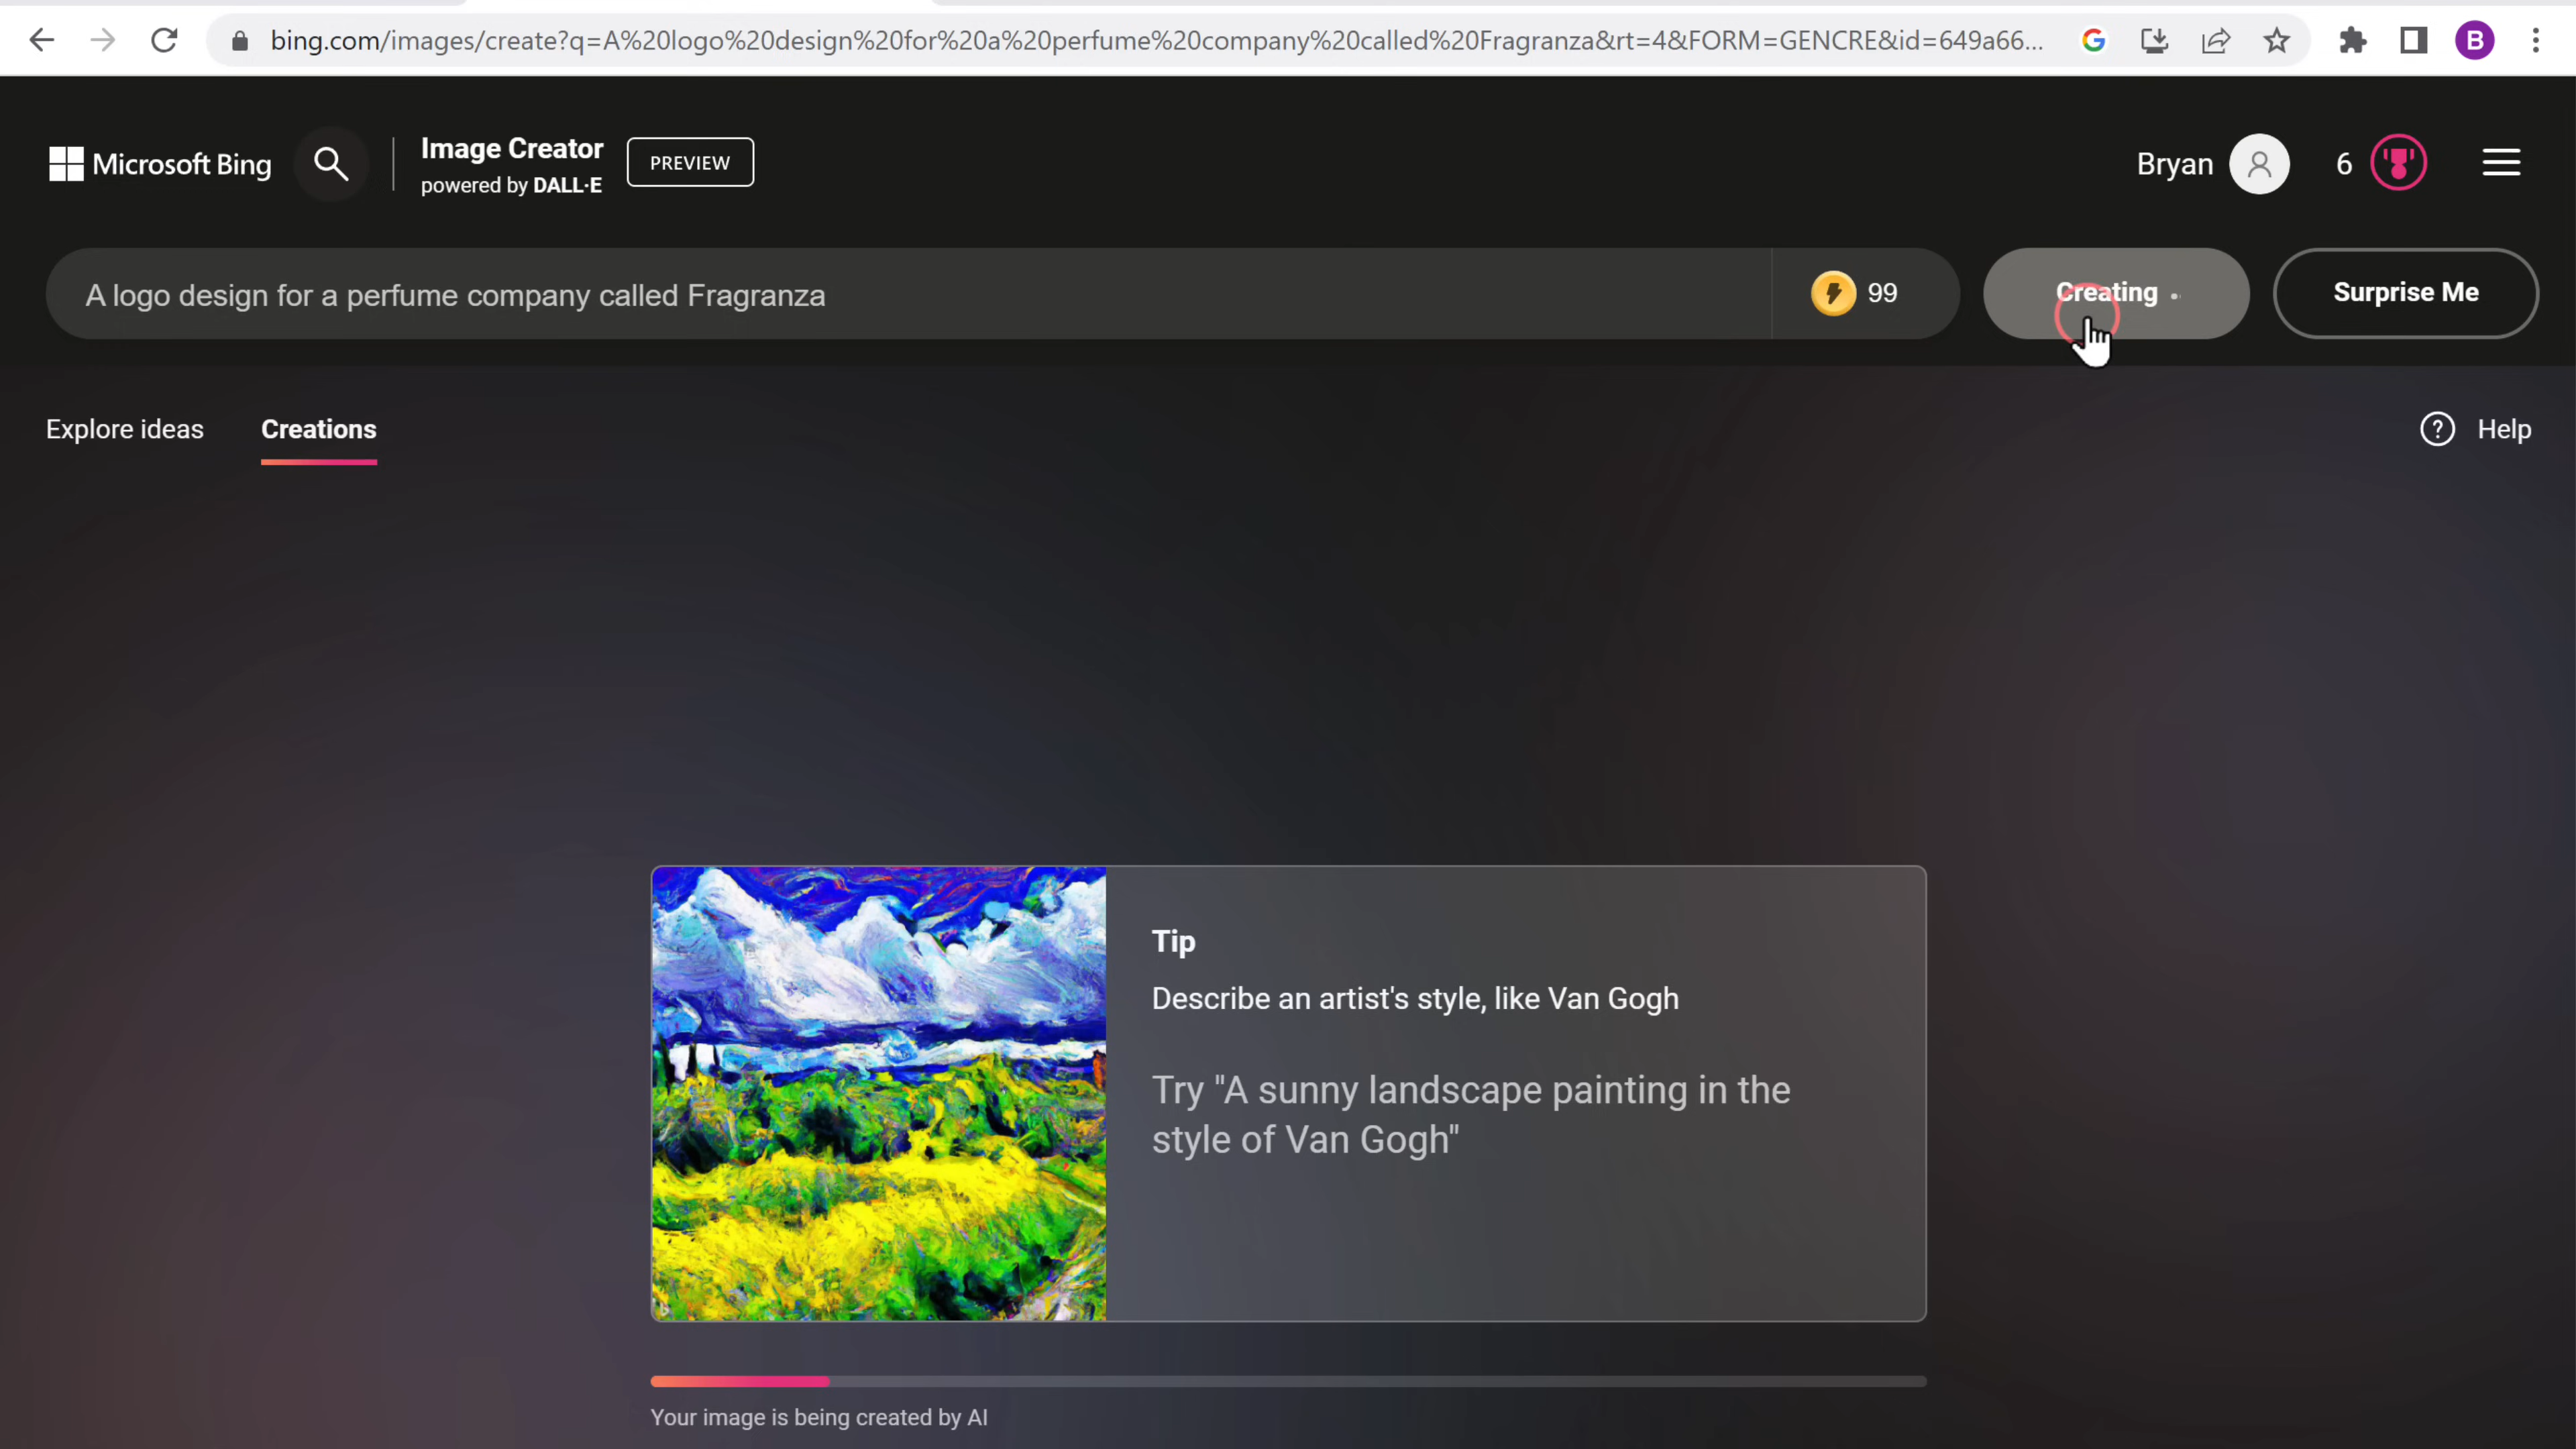 bing.com/images/create?q=A%20logo%20design%20for%20a%20perfume%20company%20called%20Fragranza&rt=4&FORM=GENCRE&id=649a66...
B
Microsoft Bing
Image Creator
powered by DALL·E
PREVIEW
Bryan
6
A logo design for a perfume company called Fragranza
99
Creating
Surprise Me
Explore ideas
Creations
Help
Tip
Describe an artist's style, like Van Gogh
Try "A sunny landscape painting in the
style of Van Gogh"
Your image is being created by AI